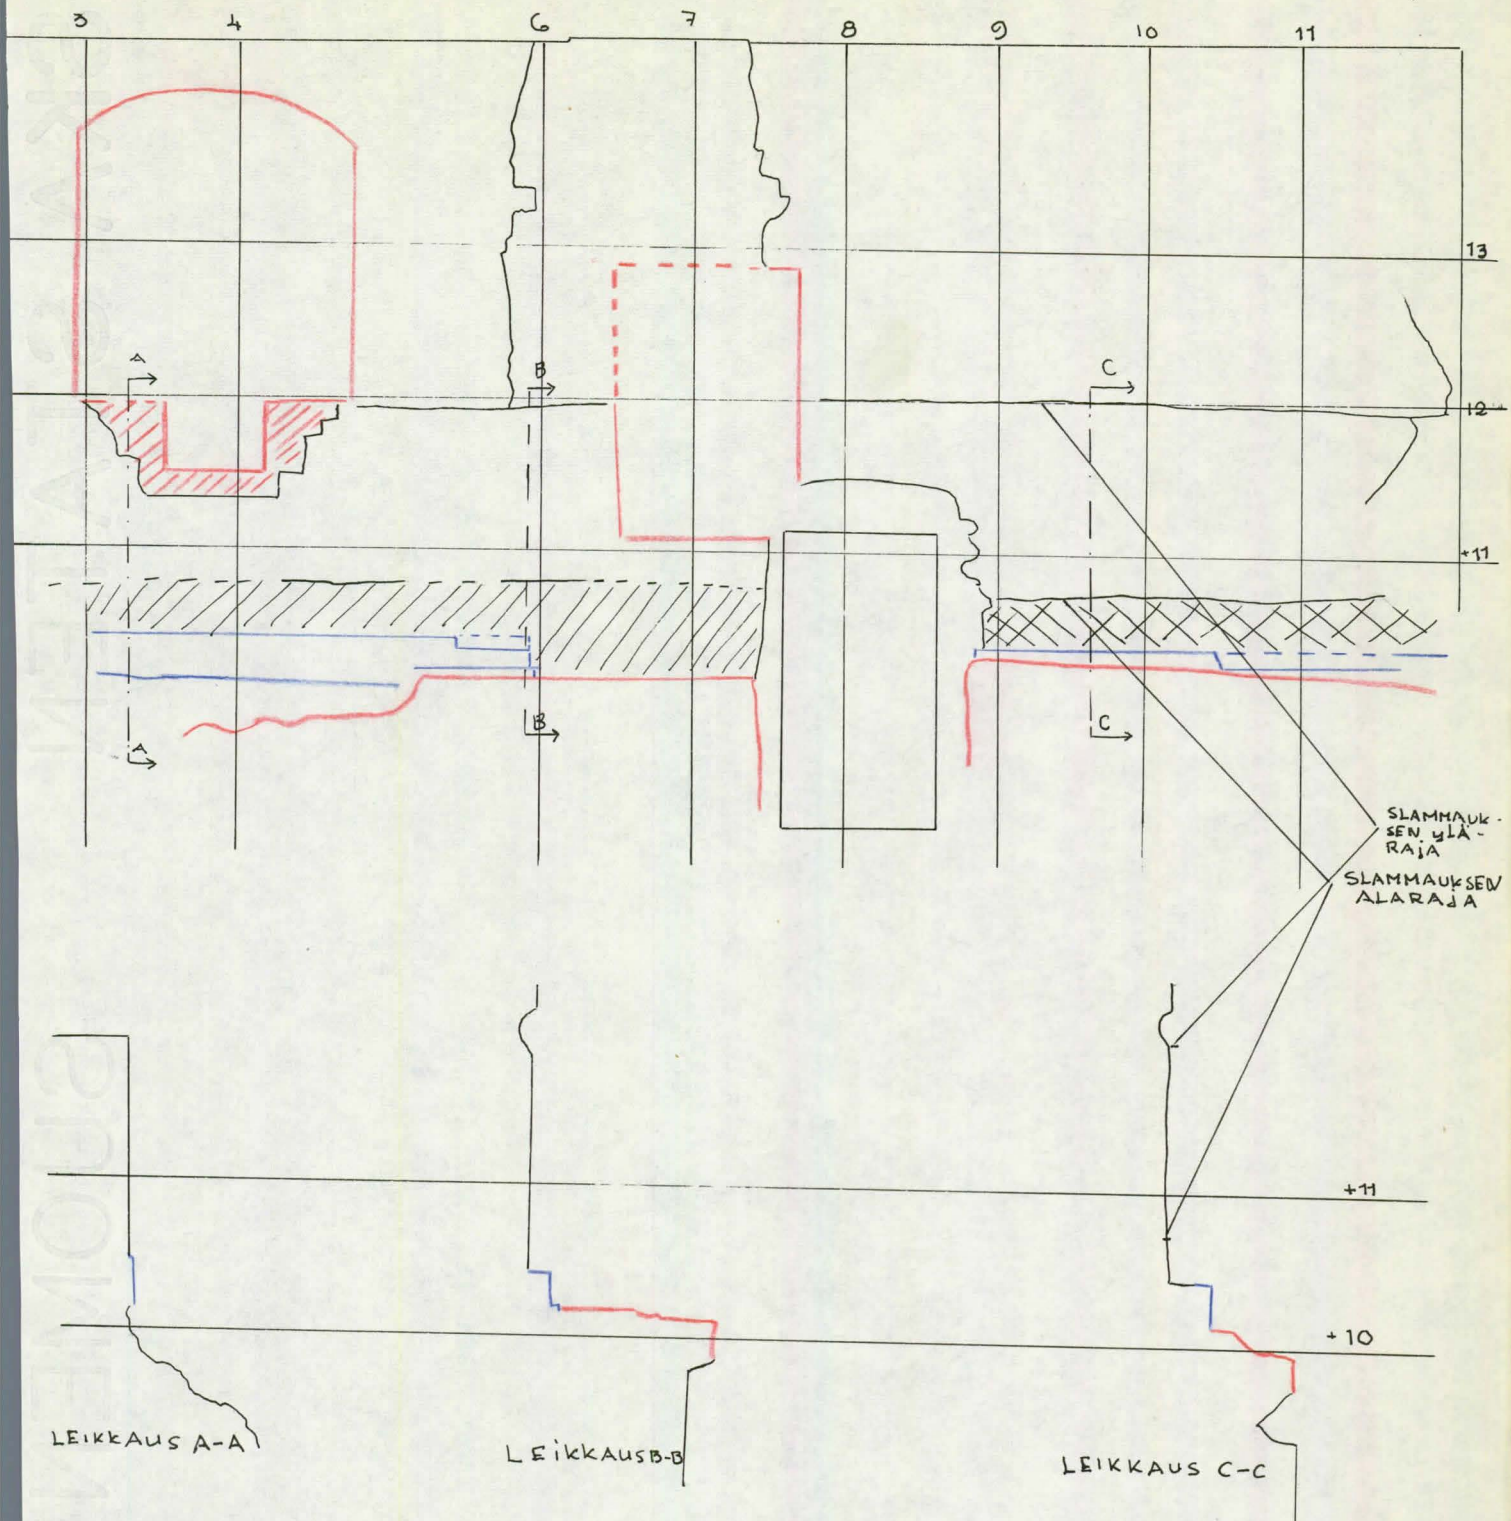 3 4 6 7 8 9 10 11
13
A B C
12
+11
B C
A
SLAMMAUK-
SEN YLÄ-
RAJA
SLAMMAUKSEN
ALARAJA
+11
+10
LEIKKAUS A-A
LEIKKAUS B-B
LEIKKAUS C-C